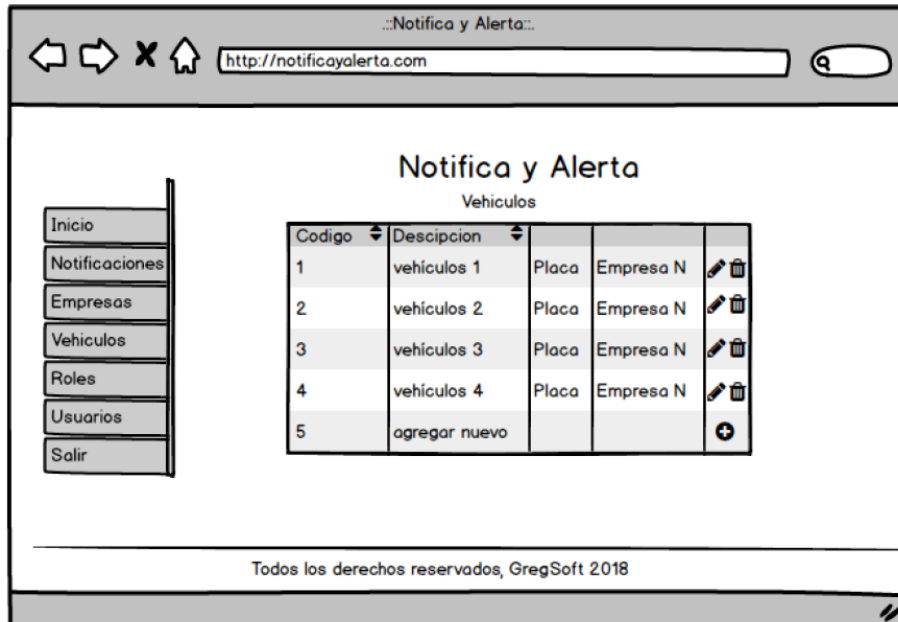 .::Notifica y Alerta::.
http://notificayalerta.com
Notifica y Alerta
Vehiculos
Inicio
Notificaciones
Empresas
Vehiculos
Roles
Usuarios
Salir
Codigo Descipcion
1 vehículos 1 Placa Empresa N
2 vehículos 2 Placa Empresa N
3 vehículos 3 Placa Empresa N
4 vehículos 4 Placa Empresa N
5 agregar nuevo
Todos los derechos reservados, GregSoft 2018